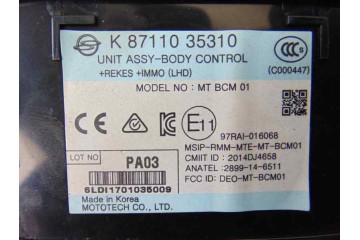 K 87110 35310
UNIT ASSY-BODY CONTROL
+REKES +IMMO (LHD)
(C000447)
MODEL NO : MT BCM 01
E11
97RAI-016068
MSIP-RMM-MTE-MT-BCM01
CMIIT ID : 2014DJ4658
ANATEL : 2899-14-6511
FCC ID: DEO-MT-BCM01
LOT NO
PA03
6LDI1701035009
Made in Korea
MOTOTECH CO., LTD